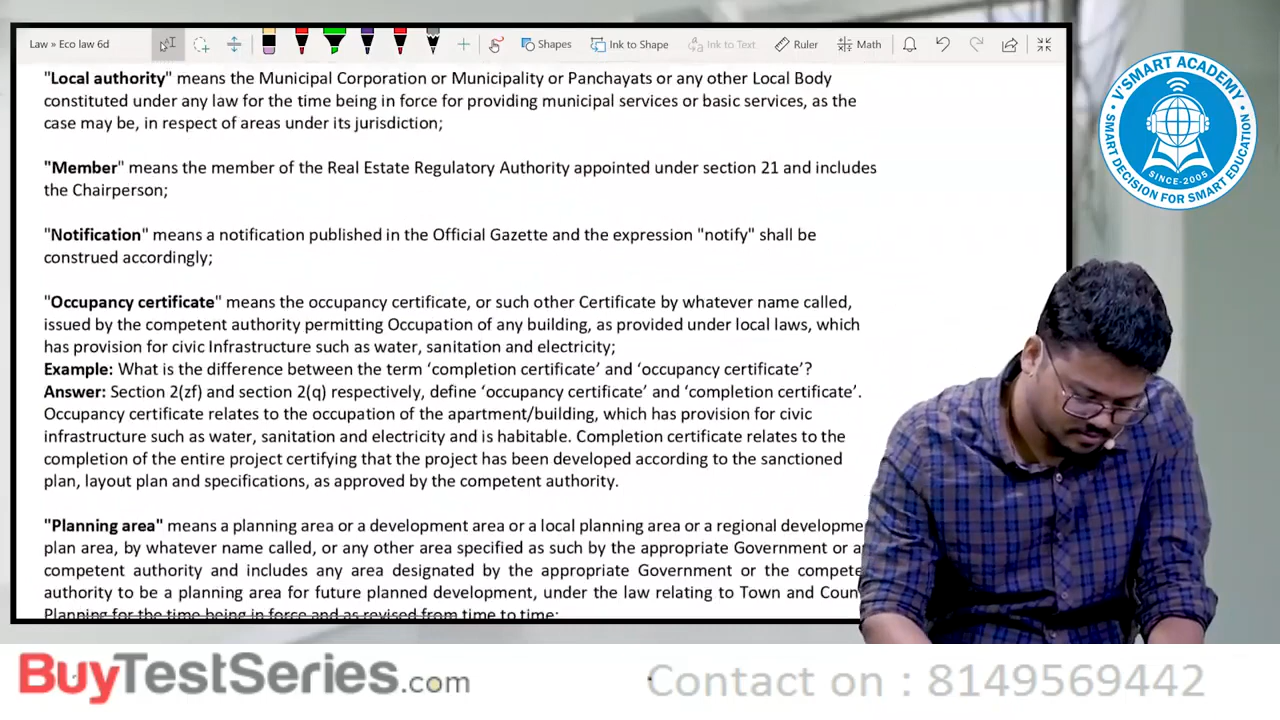 Law » Eco law 6d
Shapes
Ink to Shape
Ink to Text
Ruler
Math
"Local authority" means the Municipal Corporation or Municipality or Panchayats or any other Local Body
constituted under any law for the time being in force for providing municipal services or basic services, as the
case may be, in respect of areas under its jurisdiction;
"Member" means the member of the Real Estate Regulatory Authority appointed under section 21 and includes
the Chairperson;
"Notification" means a notification published in the Official Gazette and the expression "notify" shall be
construed accordingly;
"Occupancy certificate" means the occupancy certificate, or such other Certificate by whatever name called,
issued by the competent authority permitting Occupation of any building, as provided under local laws, which
has provision for civic Infrastructure such as water, sanitation and electricity;
Example: What is the difference between the term ‘completion certificate’ and ‘occupancy certificate’?
Answer: Section 2(zf) and section 2(q) respectively, define ‘occupancy certificate’ and ‘completion certificate’.
Occupancy certificate relates to the occupation of the apartment/building, which has provision for civic
infrastructure such as water, sanitation and electricity and is habitable. Completion certificate relates to the
completion of the entire project certifying that the project has been developed according to the sanctioned
plan, layout plan and specifications, as approved by the competent authority.
"Planning area" means a planning area or a development area or a local planning area or a regional developme
plan area, by whatever name called, or any other area specified as such by the appropriate Government or a
competent authority and includes any area designated by the appropriate Government or the compete
authority to be a planning area for future planned development, under the law relating to Town and Coun
Planning for the time being in force and as revised from time to time;
V'SMART ACADEMY
SINCE-2005
SMART DECISION FOR SMART EDUCATION
BuyTestSeries.com
Contact on : 8149569442